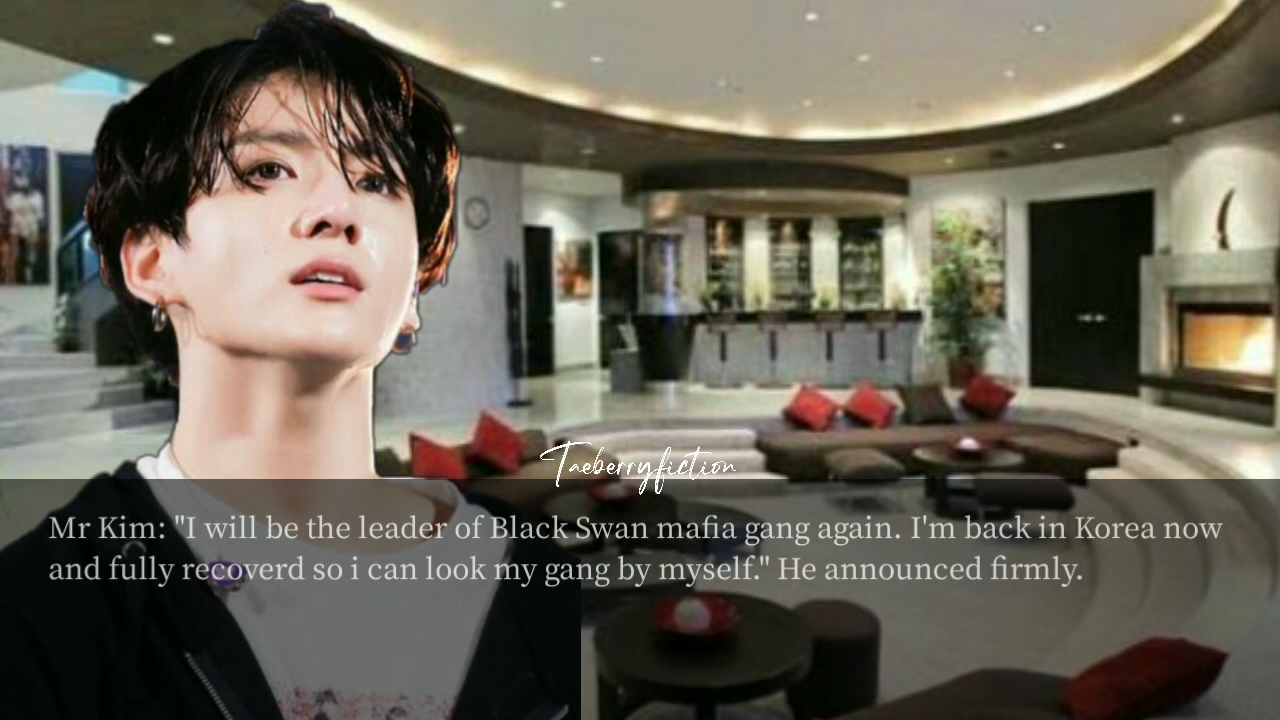 Taeberryfiction
Mr Kim: "I will be the leader of Black Swan mafia gang again. I'm back in Korea now
and fully recoverd so i can look my gang by myself." He announced firmly.